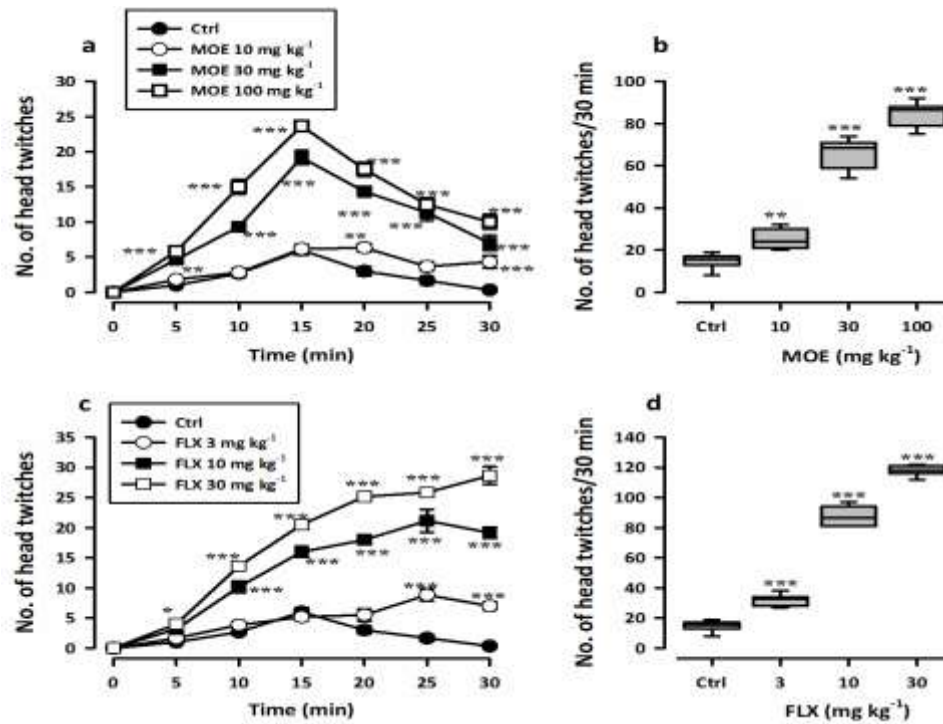 a
Ctrl
MOE 10 mg kg⁻¹
MOE 30 mg kg⁻¹
MOE 100 mg kg⁻¹
No. of head twitches
30
25
20
15
10
5
0
***
***
***
***
***
***
***
***
***
***
***
***
**
**
***
0 5 10 15 20 25 30
Time (min)
b
No. of head twitches/30 min
100
80
60
40
20
0
**
***
***
Ctrl 10 30 100
MOE (mg kg⁻¹)
c
Ctrl
FLX 3 mg kg⁻¹
FLX 10 mg kg⁻¹
FLX 30 mg kg⁻¹
No. of head twitches
35
30
25
20
15
10
5
0
*
***
***
***
***
***
***
***
***
***
***
***
***
0 5 10 15 20 25 30
Time (min)
d
No. of head twitches/30 min
140
120
100
80
60
40
20
0
***
***
***
Ctrl 3 10 30
FLX (mg kg⁻¹)